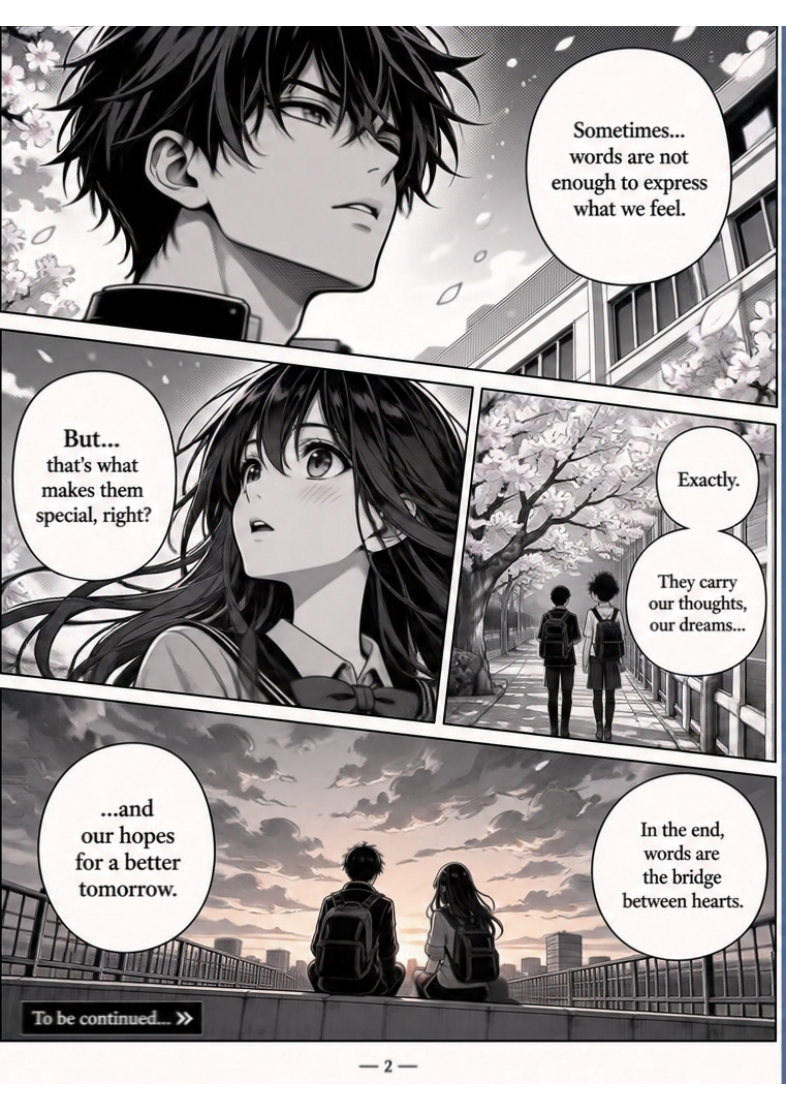 Sometimes...
words are not
enough to express
what we feel.
But...
that's what
makes them
special, right?
Exactly.
They carry
our thoughts,
our dreams...
...and
our hopes
for a better
tomorrow.
In the end,
words are
the bridge
between hearts.
To be continued... »
— 2 —